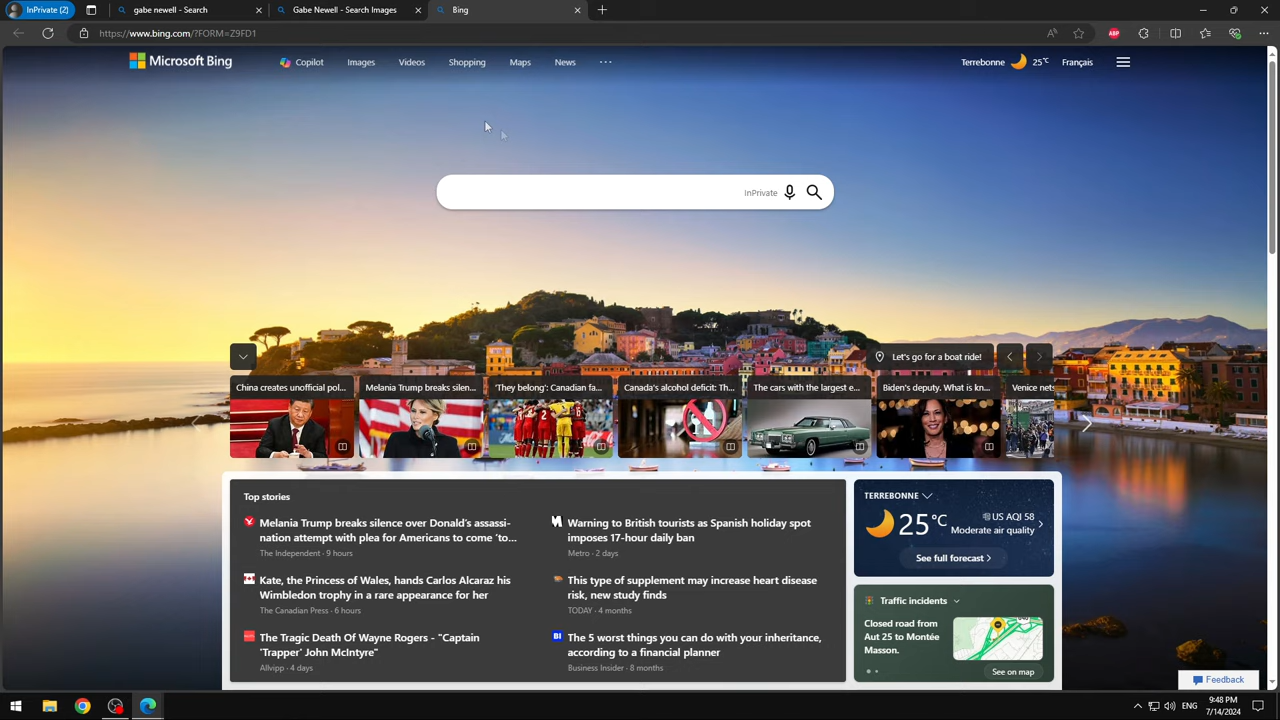 InPrivate (2)
gabe newell - Search
Gabe Newell - Search Images
Bing
https://www.bing.com/?FORM=Z9FD1
ABP
Microsoft Bing
Copilot
Images
Videos
Shopping
Maps
News
Terrebonne
25°C
Français
InPrivate
Let's go for a boat ride!
China creates unofficial pol...
Melania Trump breaks silen...
'They belong': Canadian fa...
Canada's alcohol deficit: Th...
The cars with the largest e...
Biden's deputy. What is kn...
Venice nets
Top stories
Melania Trump breaks silence over Donald's assassi-
nation attempt with plea for Americans to come 'to...
The Independent · 9 hours
Warning to British tourists as Spanish holiday spot
imposes 17-hour daily ban
Metro · 2 days
Kate, the Princess of Wales, hands Carlos Alcaraz his
Wimbledon trophy in a rare appearance for her
The Canadian Press · 6 hours
This type of supplement may increase heart disease
risk, new study finds
TODAY · 4 months
The Tragic Death Of Wayne Rogers - "Captain
'Trapper' John McIntyre"
Allvipp · 4 days
BI
The 5 worst things you can do with your inheritance,
according to a financial planner
Business Insider · 8 months
TERREBONNE
25°C
US AQI 58
Moderate air quality
See full forecast
Traffic incidents
Closed road from
Aut 25 to Montée
Masson.
See on map
Feedback
ENG
9:48 PM
7/14/2024